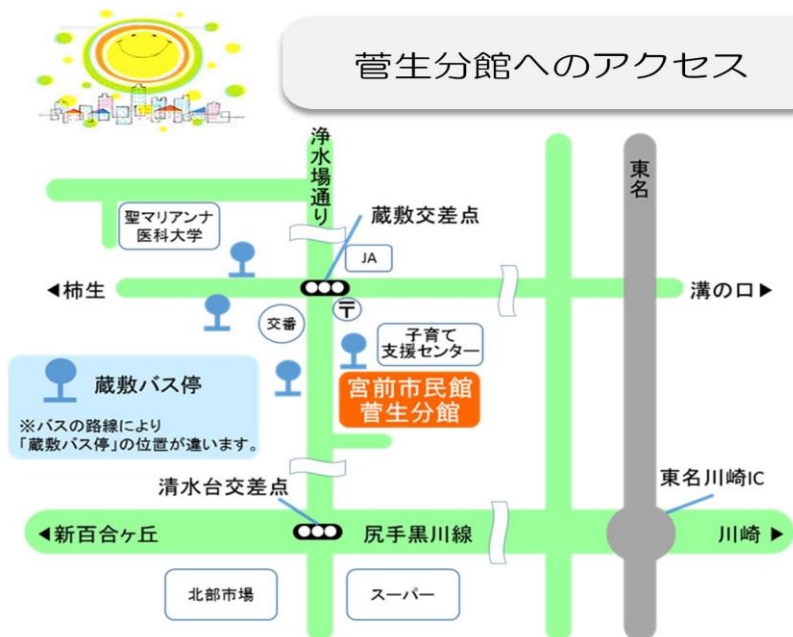 菅生分館へのアクセス
浄水場通り
東名
聖マリアンナ
医科大学
蔵敷交差点
JA
◀柿生
溝の口▶
〒
交番
子育て
支援センター
蔵敷バス停
※バスの路線により
「蔵敷バス停」の位置が違います。
宮前市民館
菅生分館
清水台交差点
東名川崎IC
◀新百合ヶ丘
尻手黒川線
川崎▶
北部市場
スーパー